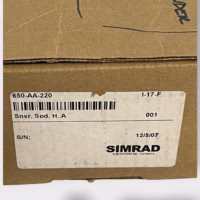 650-AA-220 I-17-F
Snsr. Spd. H. A 001
S/N: 12/5/07
SIMRAD